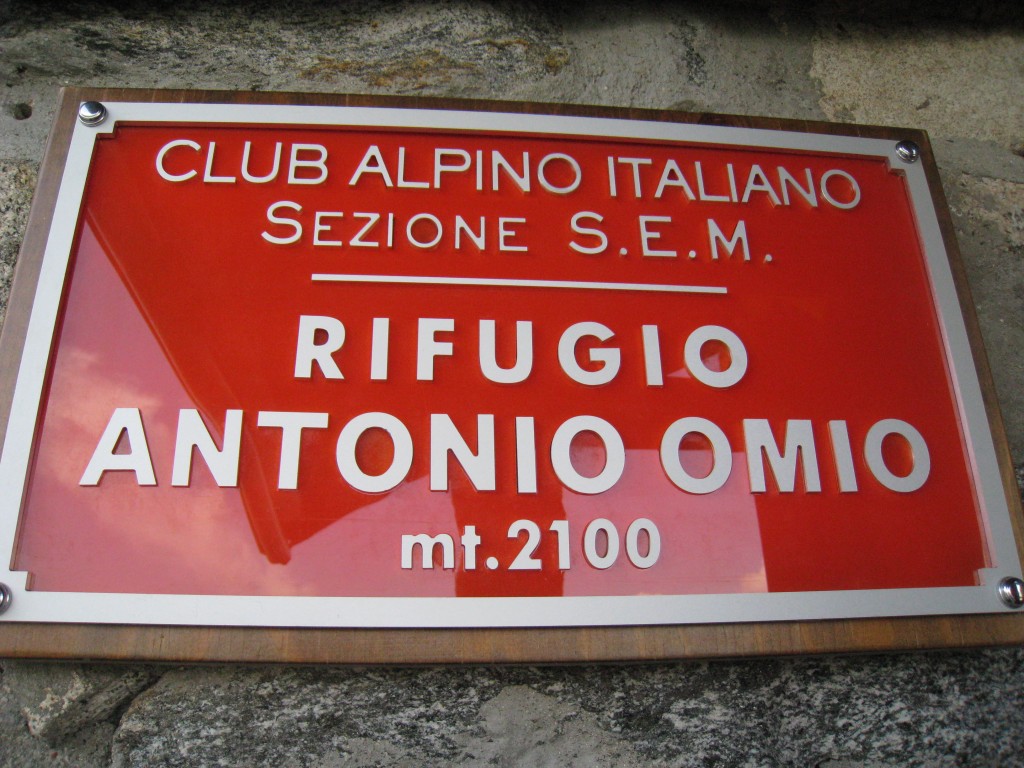 CLUB ALPINO ITALIANO
SEZIONE S.E.M.
RIFUGIO
ANTONIO OMIO
mt.2100